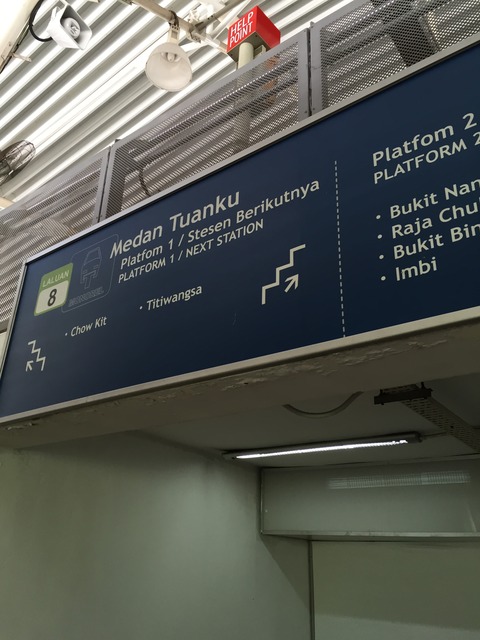 HELP
POINT
LALUAN
8
Medan Tuanku
Platfom 1 / Stesen Berikutnya
PLATFORM 1 / NEXT STATION
• Chow Kit
• Titiwangsa
Platfom 2
PLATFORM 2
• Bukit Nan
• Raja Chul
• Bukit Bin
• Imbi